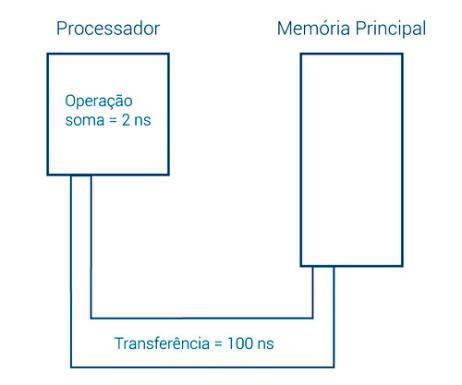 Processador
Memória Principal
Operação
soma = 2 ns
Transferência = 100 ns